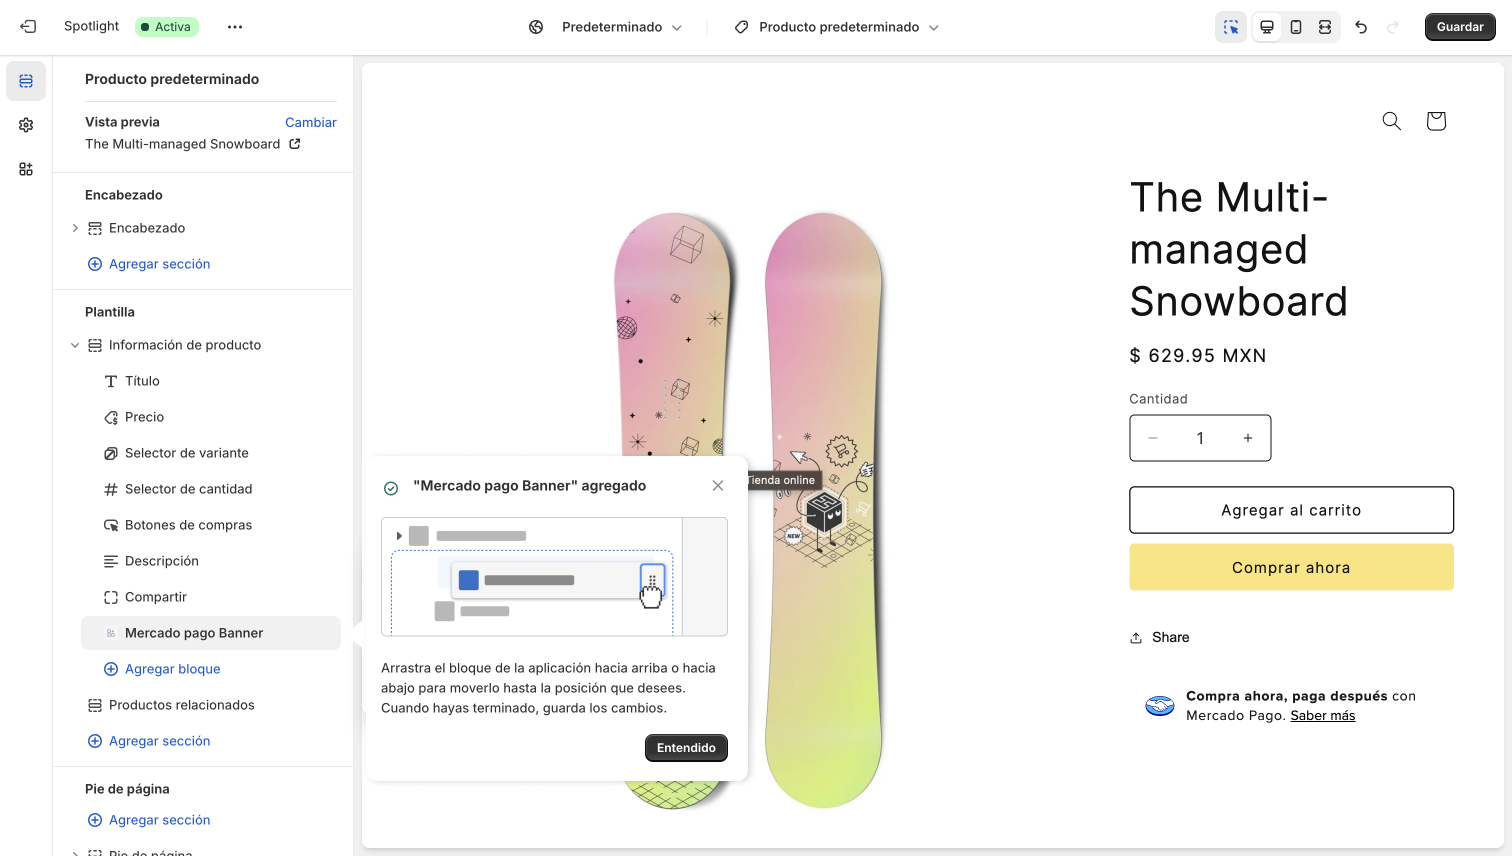 Spotlight
Activa
Predeterminado
Producto predeterminado
Guardar
Producto predeterminado
Vista previa
Cambiar
The Multi-managed Snowboard
Encabezado
Encabezado
Agregar sección
Plantilla
Información de producto
Título
Precio
Selector de variante
Selector de cantidad
Botones de compras
Descripción
Compartir
Mercado pago Banner
Agregar bloque
Productos relacionados
Agregar sección
Pie de página
Agregar sección
Pie de página
"Mercado pago Banner" agregado
Arrastra el bloque de la aplicación hacia arriba o hacia
abajo para moverlo hasta la posición que desees.
Cuando hayas terminado, guarda los cambios.
Entendido
Tienda online
NEW
The Multi-
managed
Snowboard
$ 629.95 MXN
Cantidad
− 1 +
Agregar al carrito
Comprar ahora
Share
Compra ahora, paga después con
Mercado Pago. Saber más